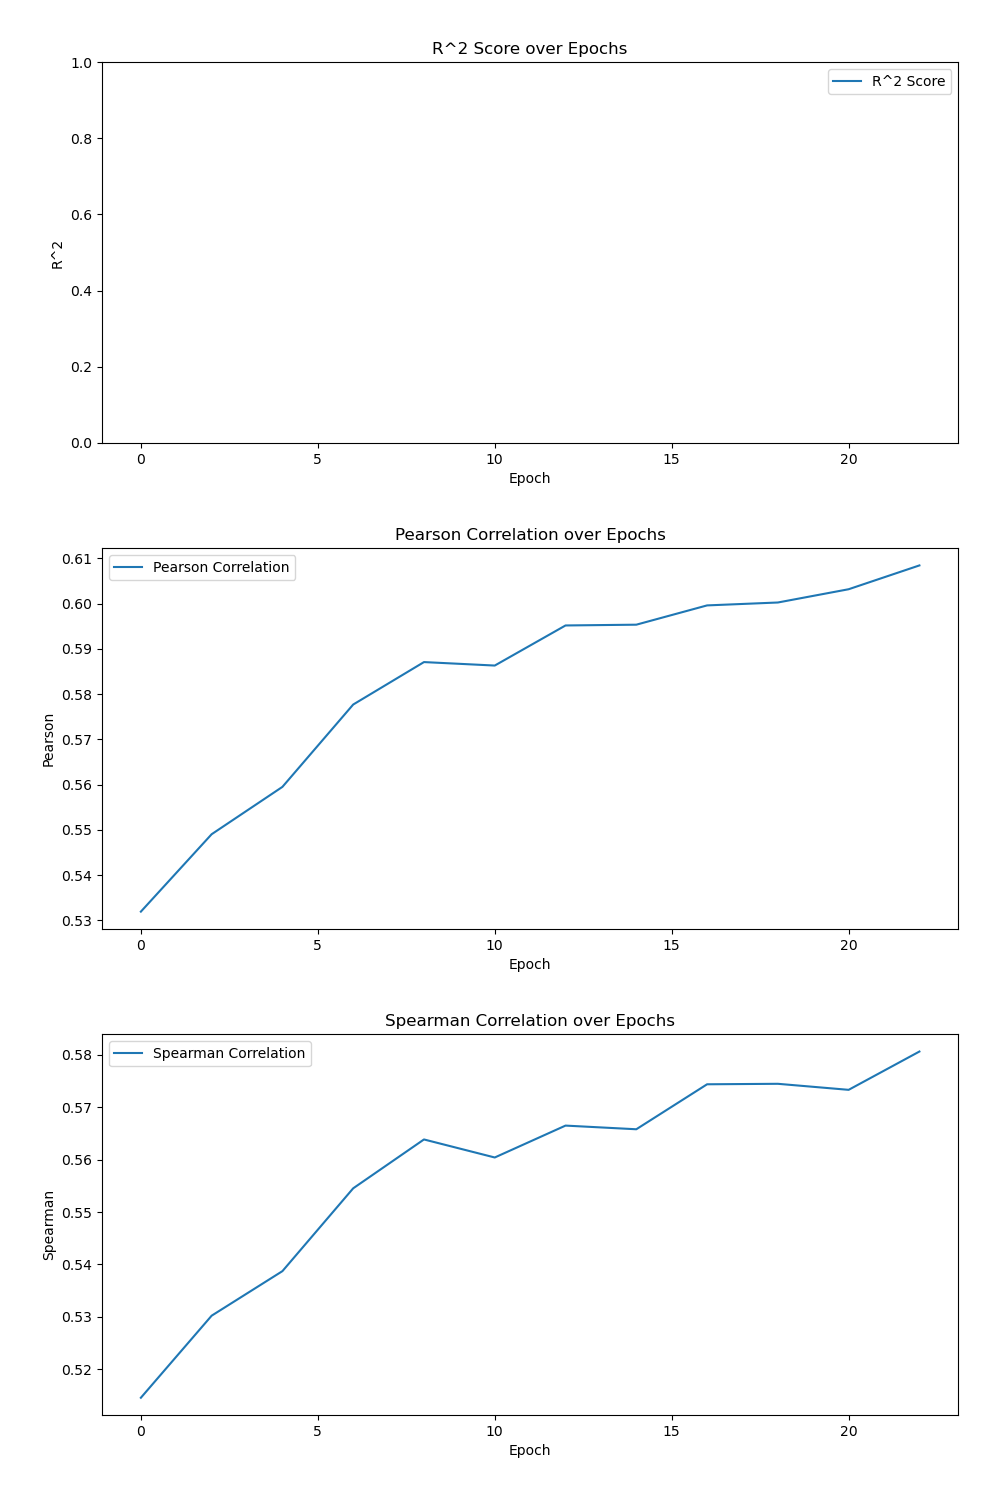 R^2 Score over Epochs
1.0
R^2 Score
0.8
0.6
R^2
0.4
0.2
0.0
0 5 10 15 20
Epoch
Pearson Correlation over Epochs
0.61
Pearson Correlation
0.60
0.59
0.58
0.57
Pearson
0.56
0.55
0.54
0.53
0 5 10 15 20
Epoch
Spearman Correlation over Epochs
0.58
Spearman Correlation
0.57
0.56
0.55
Spearman
0.54
0.53
0.52
0 5 10 15 20
Epoch